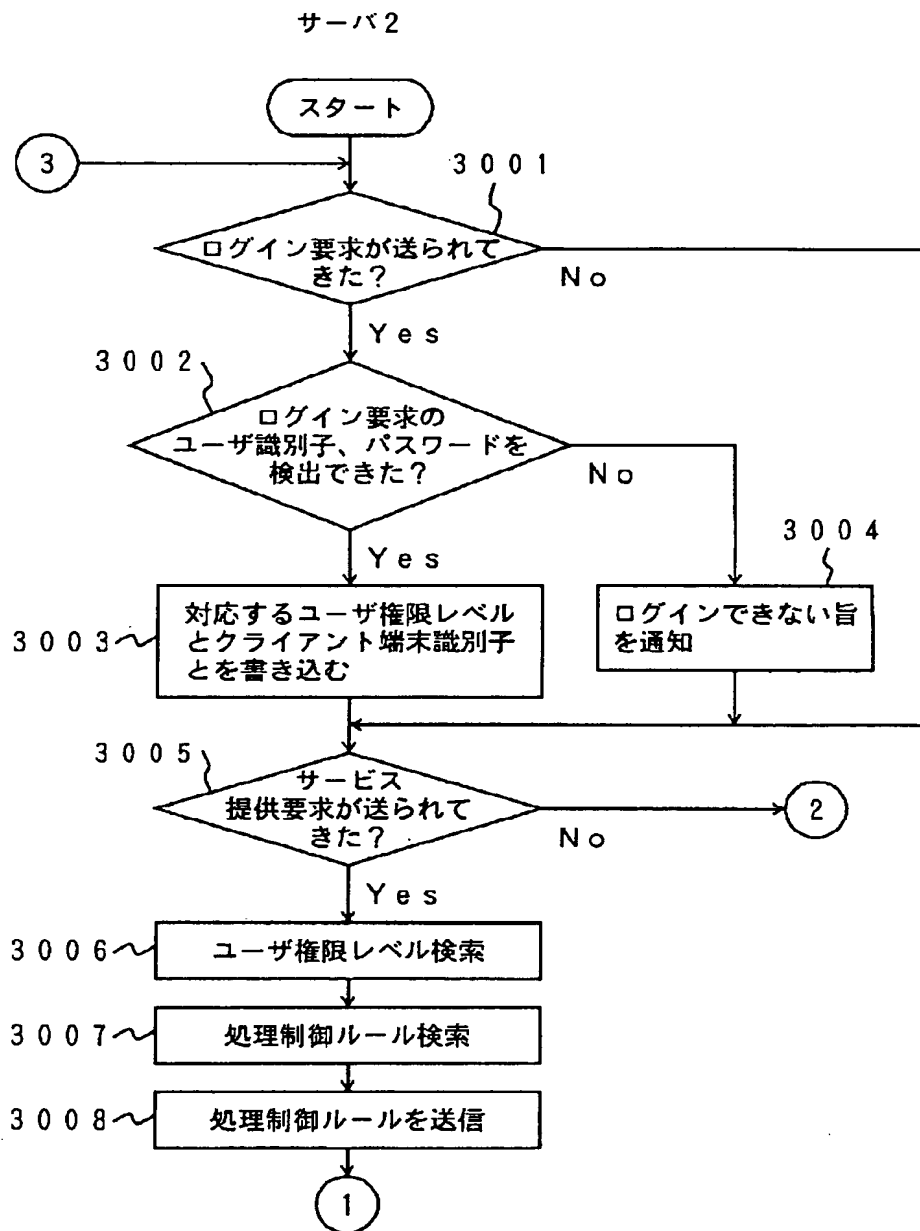 サーバ2
スタート
3
3001
ログイン要求が送られて
きた?
No
Yes
3002
ログイン要求の
ユーザ識別子、パスワードを
検出できた?
No
Yes
3004
3003
対応するユーザ権限レベル
とクライアント端末識別子
とを書き込む
ログインできない旨
を通知
3005
サービス
提供要求が送られて
きた?
2
No
Yes
3006
ユーザ権限レベル検索
3007
処理制御ルール検索
3008
処理制御ルールを送信
1